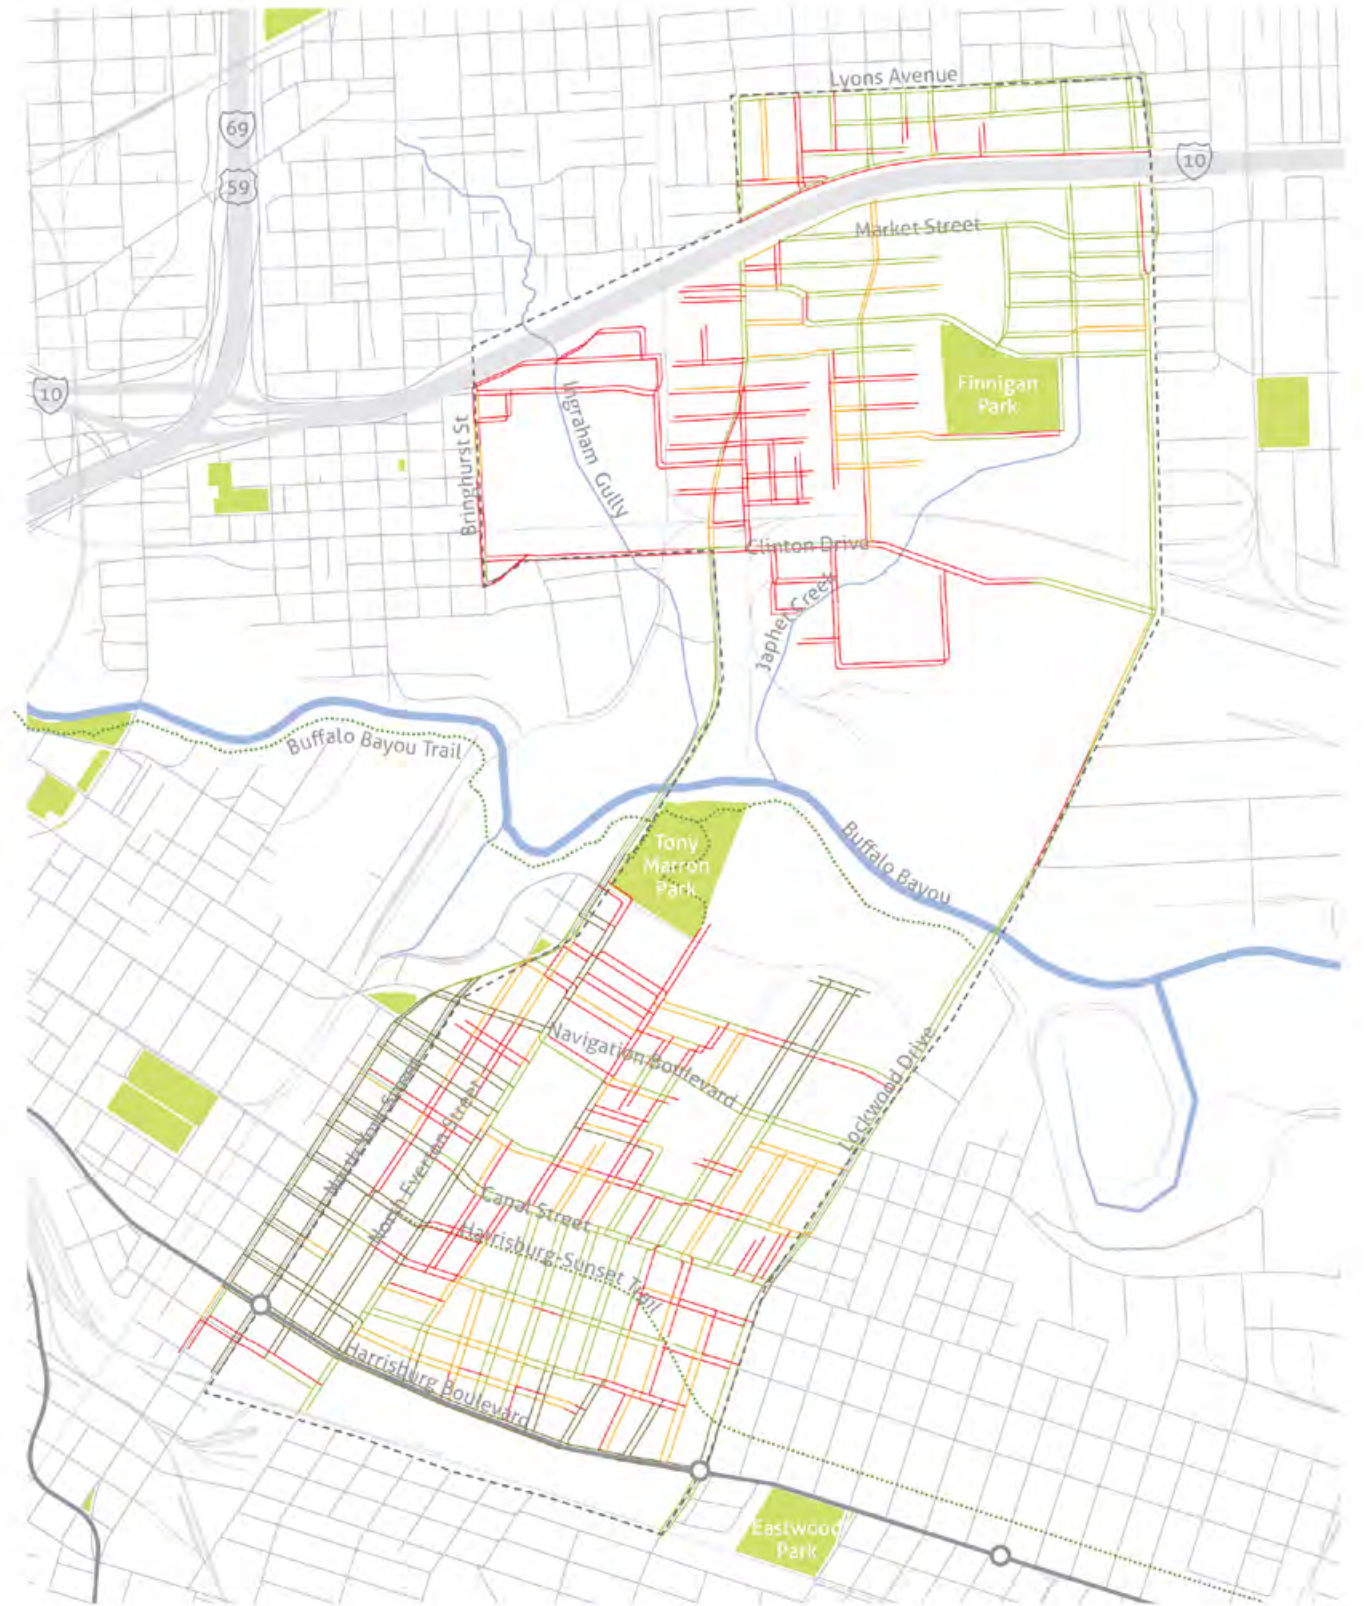 Lyons Avenue
69
59
10
Market Street
10
Finnigan
Park
Ingraham Gully
Bringhurst St
Clinton Drive
Japhet Creek
Buffalo Bayou Trail
Tony
Marron
Park
Buffalo Bayou
Navigation Boulevard
Lockwood Drive
North York Street
North Everton Street
Canal Street
Harrisburg-Sunset Trail
Harrisburg Boulevard
Eastwood
Park